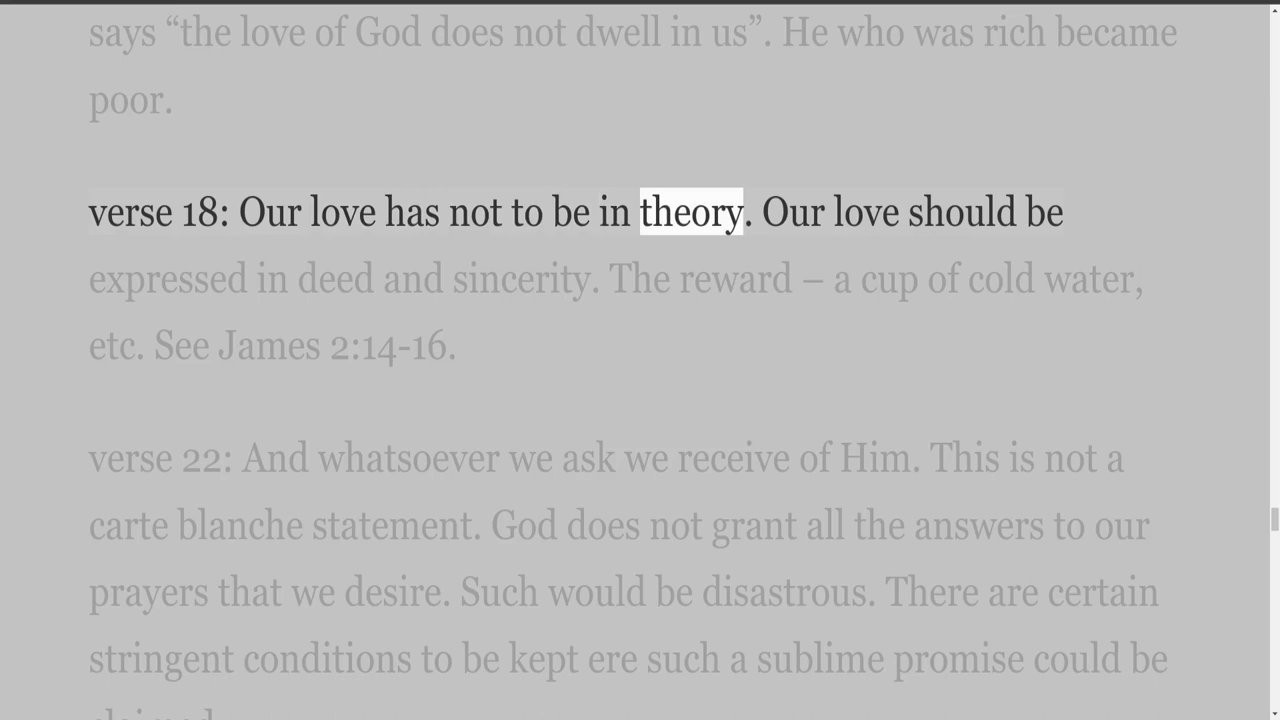 says “the love of God does not dwell in us”. He who was rich became
poor.
verse 18: Our love has not to be in theory. Our love should be
expressed in deed and sincerity. The reward – a cup of cold water,
etc. See James 2:14-16.
verse 22: And whatsoever we ask we receive of Him. This is not a
carte blanche statement. God does not grant all the answers to our
prayers that we desire. Such would be disastrous. There are certain
stringent conditions to be kept ere such a sublime promise could be